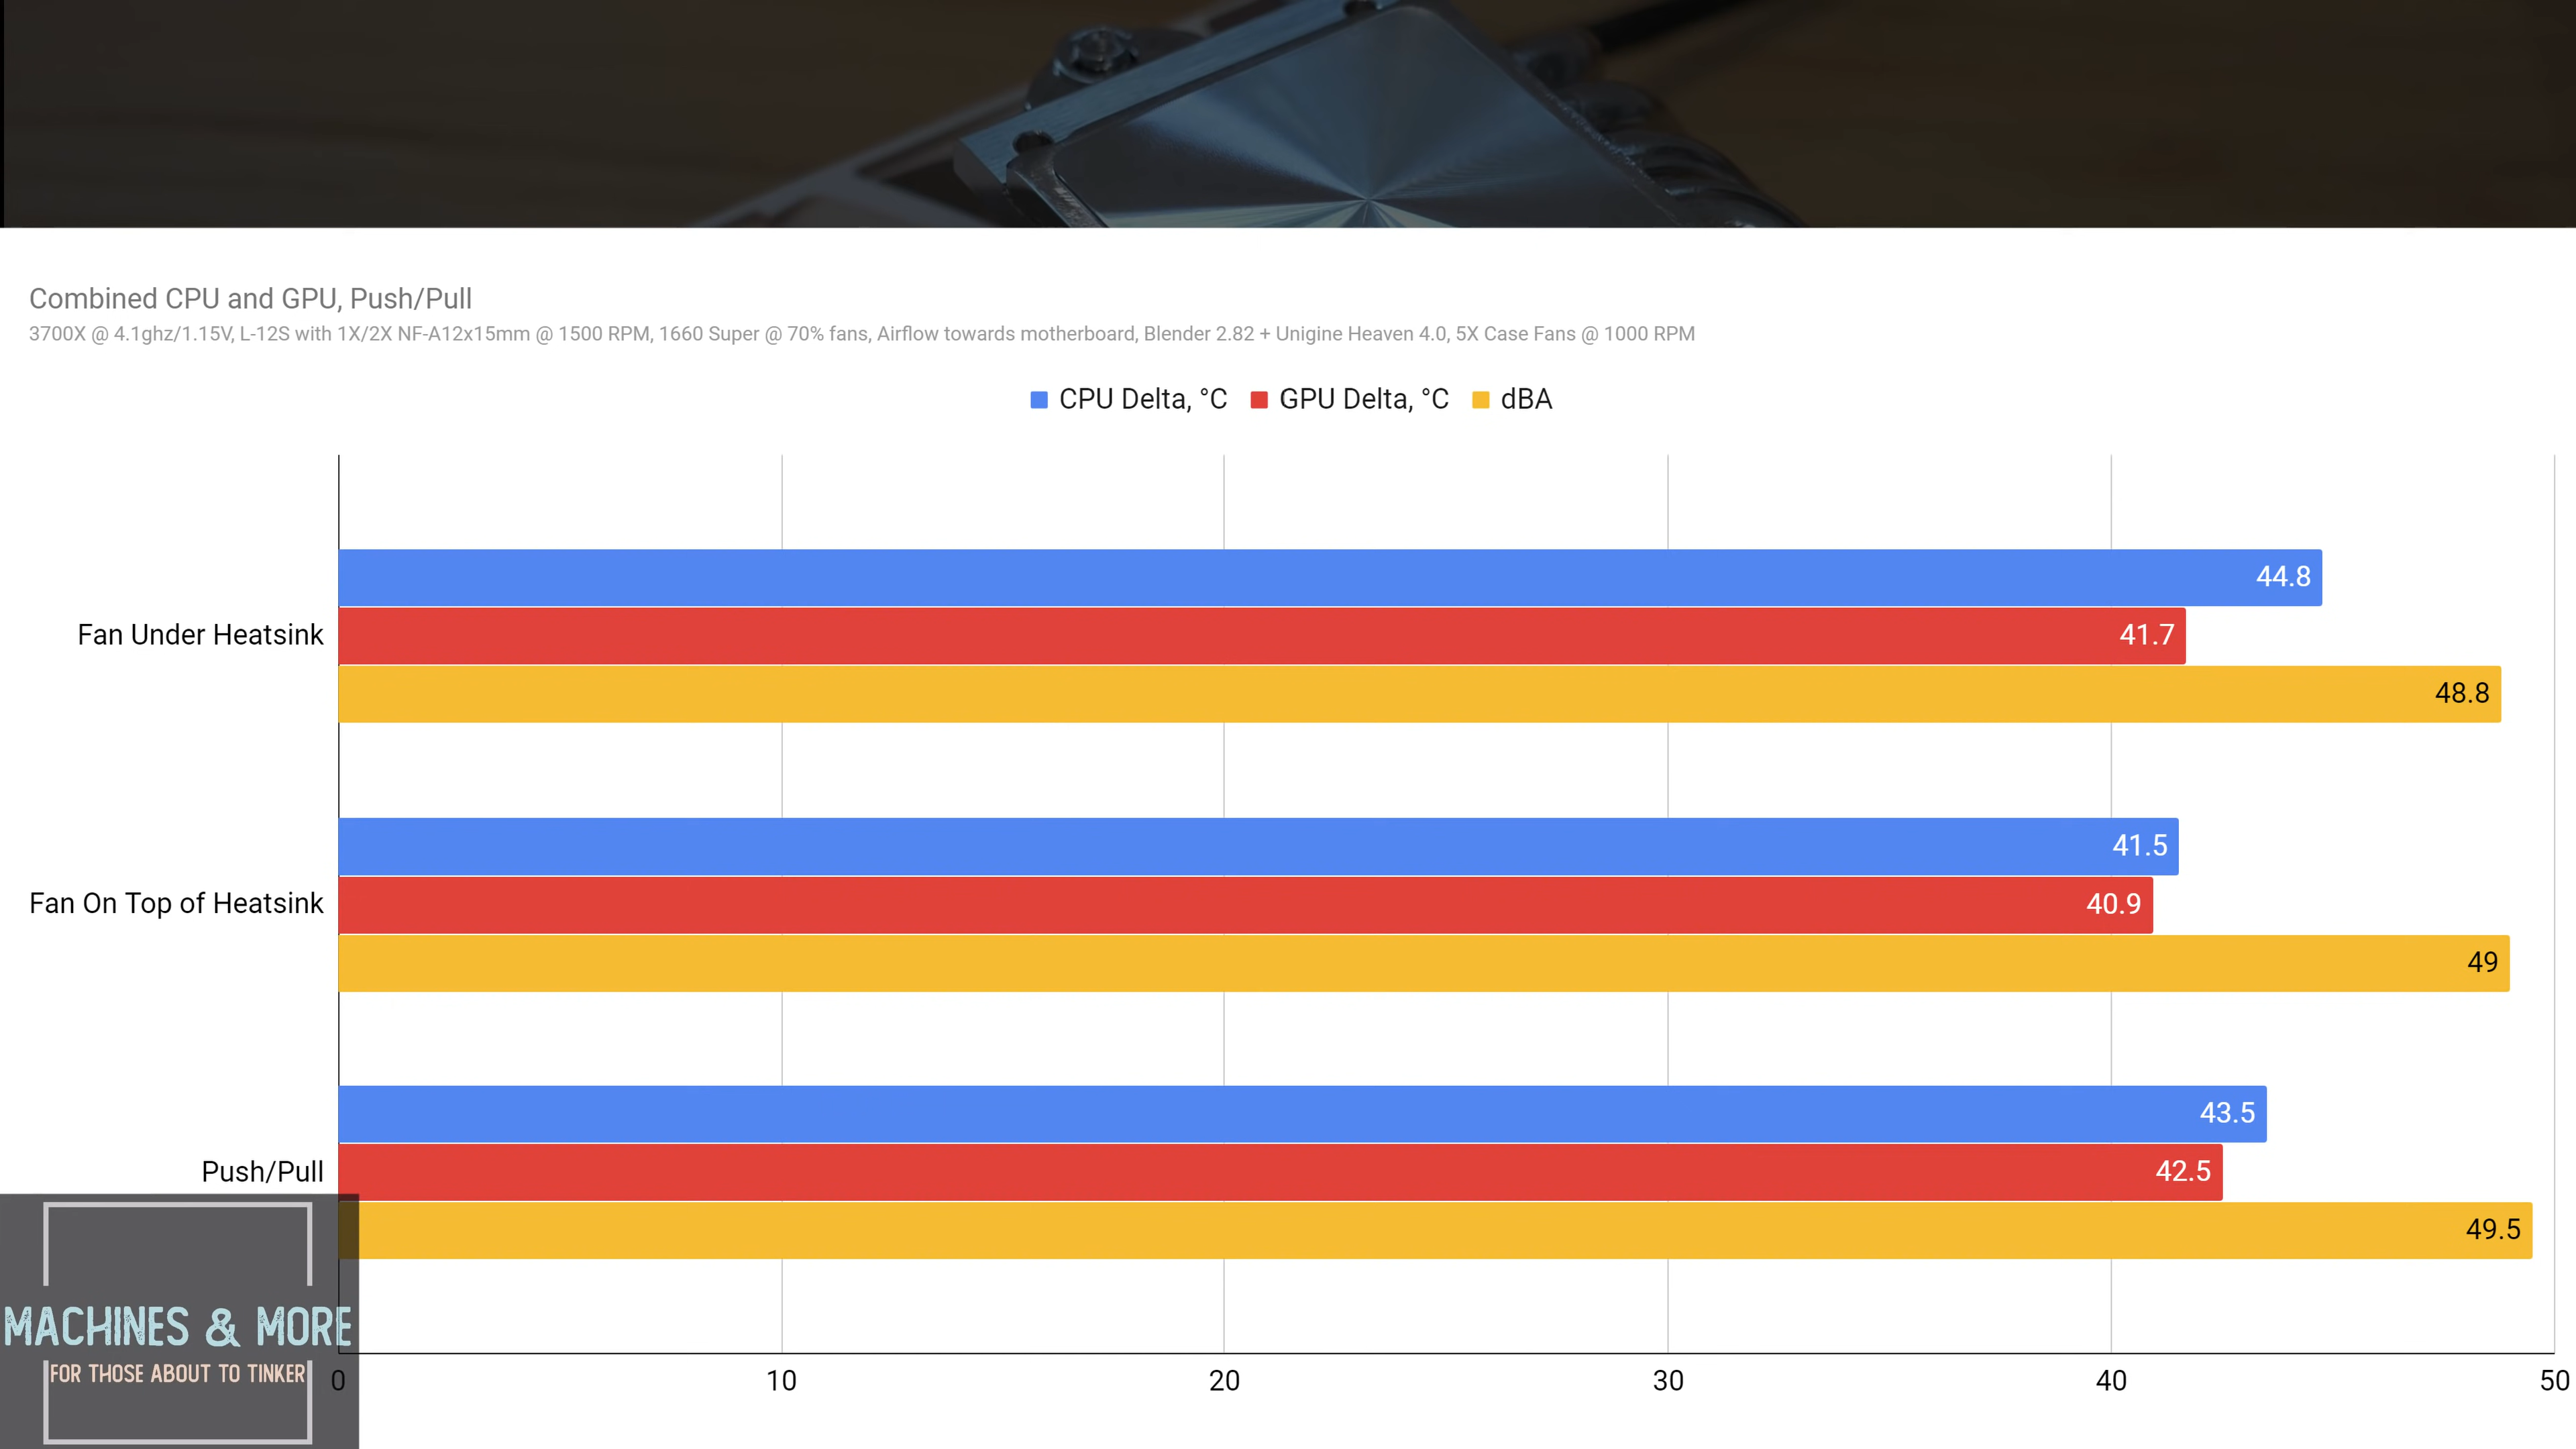 Combined CPU and GPU, Push/Pull
3700X @ 4.1ghz/1.15V, L-12S with 1X/2X NF-A12x15mm @ 1500 RPM, 1660 Super @ 70% fans, Airflow towards motherboard, Blender 2.82 + Unigine Heaven 4.0, 5X Case Fans @ 1000 RPM
CPU Delta, °C GPU Delta, °C dBA
44.8
Fan Under Heatsink 41.7
48.8
41.5
Fan On Top of Heatsink 40.9
49
43.5
Push/Pull 42.5
49.5
MACHINES & MORE
FOR THOSE ABOUT TO TINKER
0 10 20 30 40 50